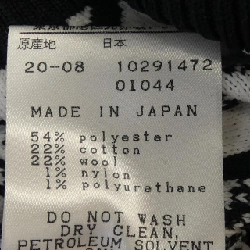 原産地 日本
20-08 10291472
01044
MADE IN JAPAN
54% polyester
22% cotton
22% wool
1% nylon
1% polyurethane
DO NOT WASH
DRY CLEAN,
PETROLEUM SOLVENT